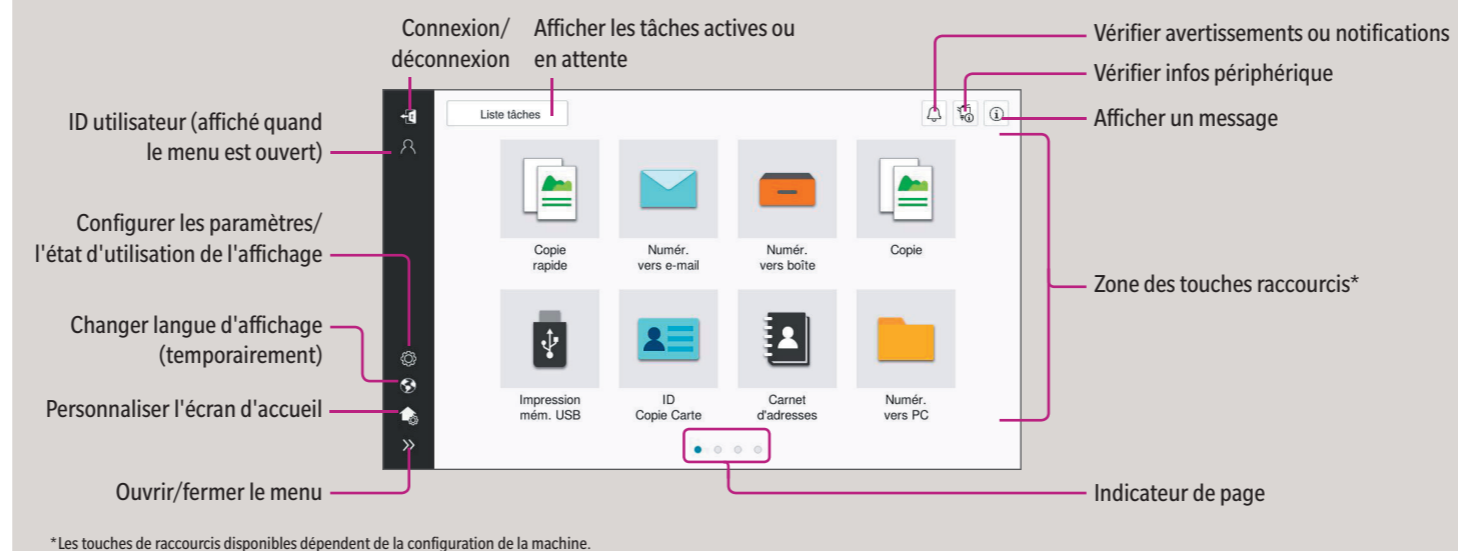 Connexion/
déconnexion
Afficher les tâches actives ou
en attente
Vérifier avertissements ou notifications
Vérifier infos périphérique
Afficher un message
ID utilisateur (affiché quand
le menu est ouvert)
Configurer les paramètres/
l'état d'utilisation de l'affichage
Changer langue d'affichage
(temporairement)
Personnaliser l'écran d'accueil
Ouvrir/fermer le menu
Liste tâches
Copie
rapide
Numér.
vers e-mail
Numér.
vers boîte
Copie
Impression
mém. USB
ID
Copie Carte
Carnet
d'adresses
Numér.
vers PC
Zone des touches raccourcis*
Indicateur de page
*Les touches de raccourcis disponibles dépendent de la configuration de la machine.